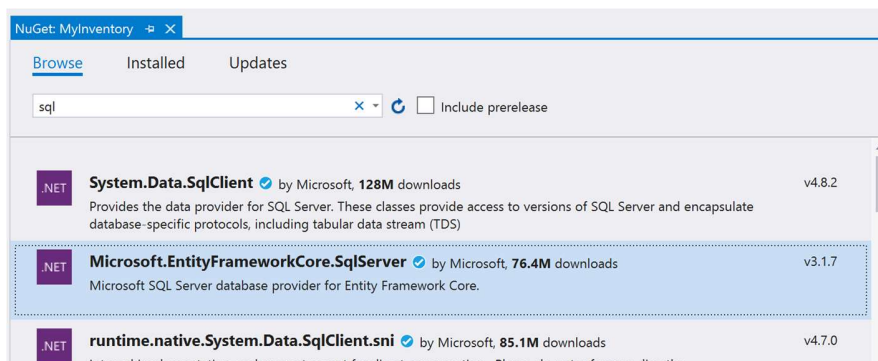 NuGet: MyInventory
Browse Installed Updates
sql
Include prerelease
.NET System.Data.SqlClient by Microsoft, 128M downloads v4.8.2
Provides the data provider for SQL Server. These classes provide access to versions of SQL Server and encapsulate
database-specific protocols, including tabular data stream (TDS)
.NET Microsoft.EntityFrameworkCore.SqlServer by Microsoft, 76.4M downloads v3.1.7
Microsoft SQL Server database provider for Entity Framework Core.
.NET runtime.native.System.Data.SqlClient.sni by Microsoft, 85.1M downloads v4.7.0